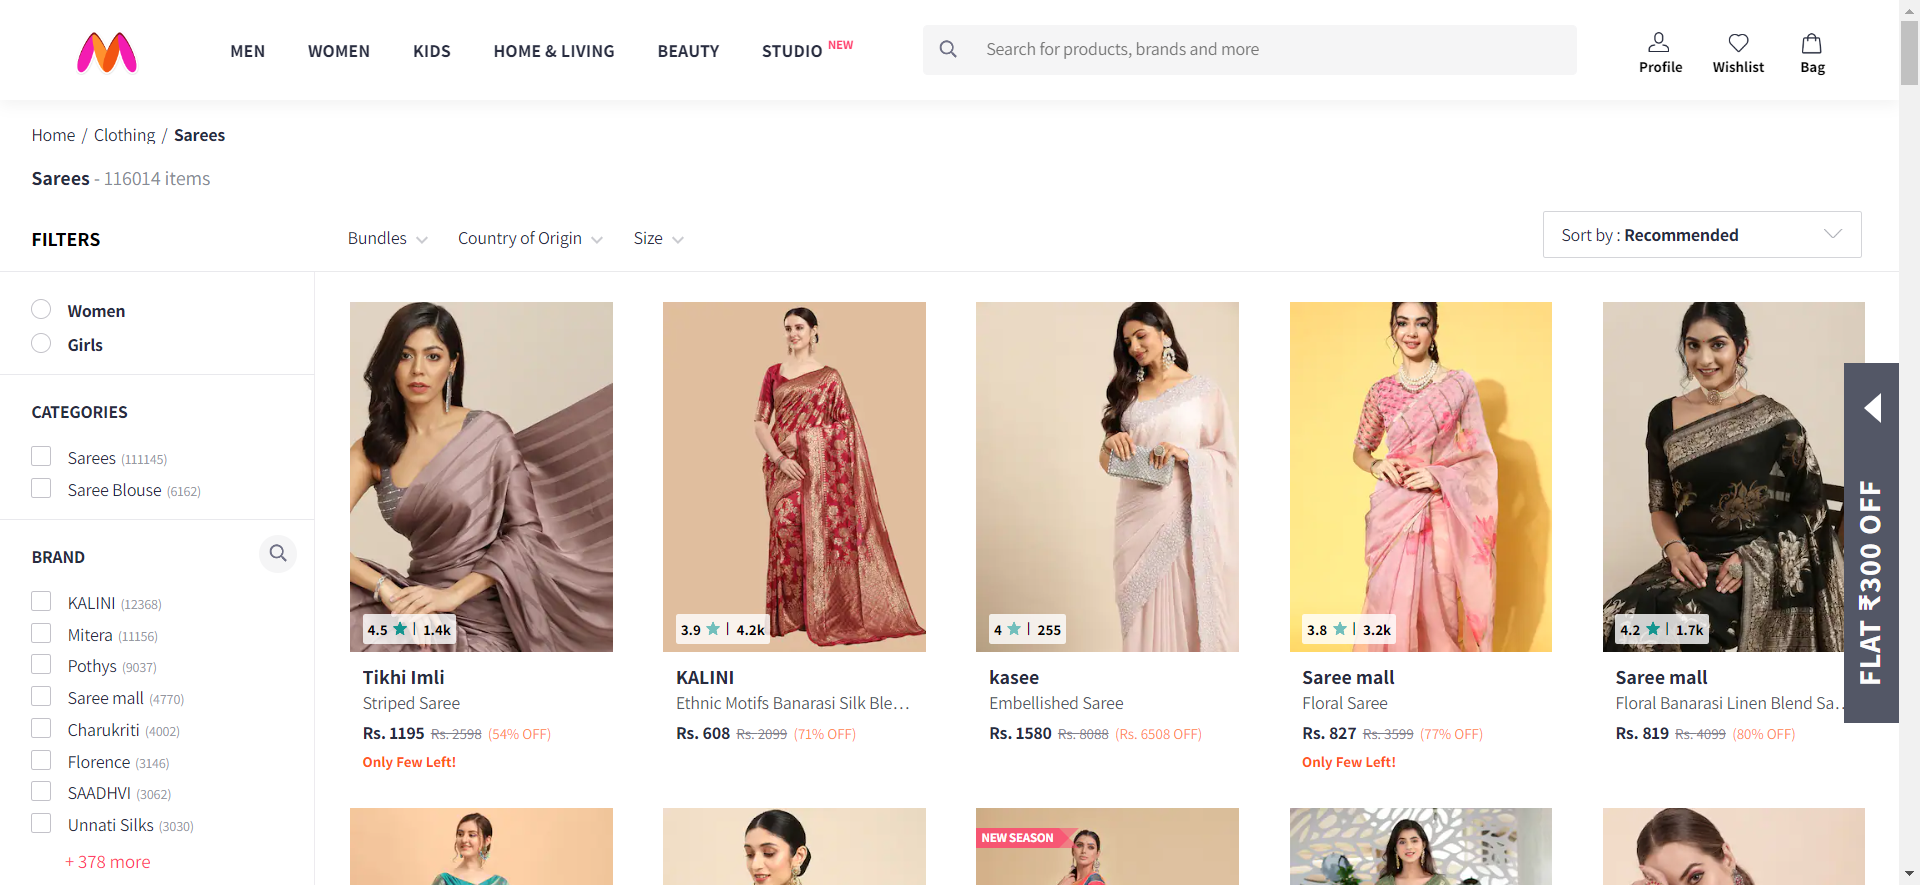 MEN WOMEN KIDS HOME & LIVING BEAUTY STUDIO NEW
Search for products, brands and more
Profile Wishlist Bag
Home / Clothing / Sarees
Sarees - 116014 items
FILTERS
Bundles Country of Origin Size
Sort by : Recommended
Women
Girls
CATEGORIES
Sarees (111145)
Saree Blouse (6162)
BRAND
KALINI (12368)
Mitera (11156)
Pothys (9037)
Saree mall (4770)
Charukriti (4002)
Florence (3146)
SAADHVI (3062)
Unnati Silks (3030)
+ 378 more
4.5 | 1.4k
Tikhi Imli
Striped Saree
Rs. 1195 Rs. 2598 (54% OFF)
Only Few Left!
3.9 | 4.2k
KALINI
Ethnic Motifs Banarasi Silk Ble...
Rs. 608 Rs. 2099 (71% OFF)
4 | 255
kasee
Embellished Saree
Rs. 1580 Rs. 8088 (Rs. 6508 OFF)
3.8 | 3.2k
Saree mall
Floral Saree
Rs. 827 Rs. 3599 (77% OFF)
Only Few Left!
4.2 | 1.7k
Saree mall
Floral Banarasi Linen Blend Sa...
Rs. 819 Rs. 4099 (80% OFF)
FLAT ₹300 OFF
NEW SEASON